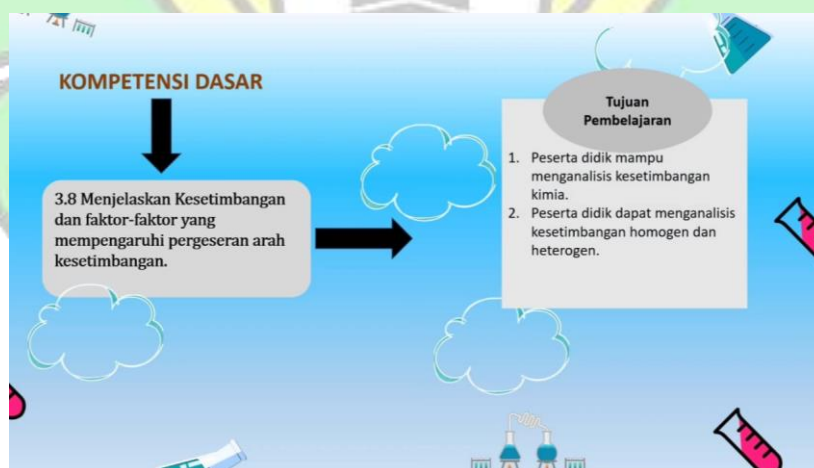 KOMPETENSI DASAR
3.8 Menjelaskan Kesetimbangan
dan faktor-faktor yang
mempengaruhi pergeseran arah
kesetimbangan.
Tujuan
Pembelajaran
1. Peserta didik mampu
menganalisis kesetimbangan
kimia.
2. Peserta didik dapat menganalisis
kesetimbangan homogen dan
heterogen.